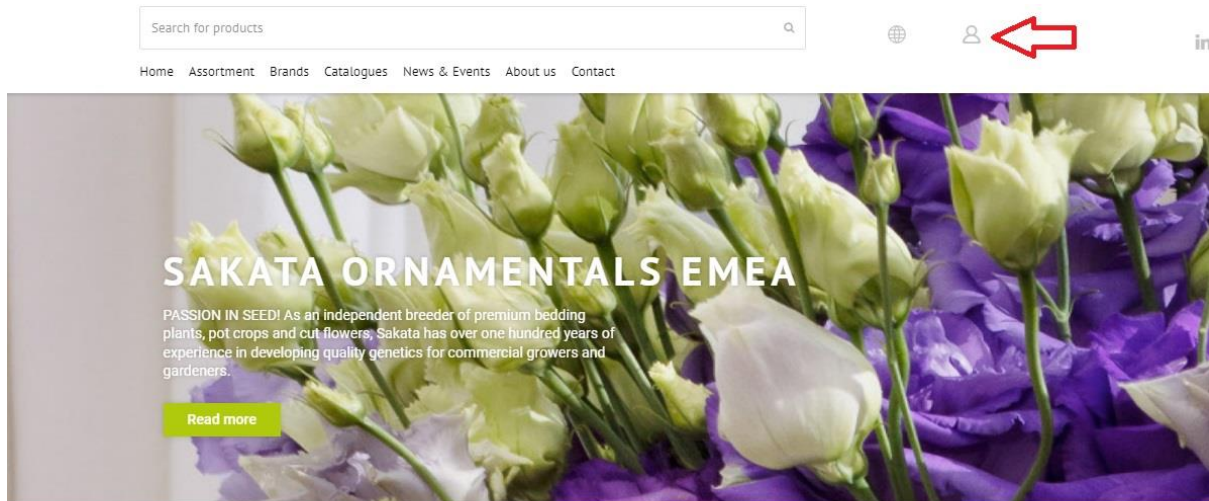 Search for products
in
Home Assortment Brands Catalogues News & Events About us Contact
SAKATA ORNAMENTALS EMEA
PASSION IN SEED! As an independent breeder of premium bedding
plants, pot crops and cut flowers, Sakata has over one hundred years of
experience in developing quality genetics for commercial growers and
gardeners.
Read more